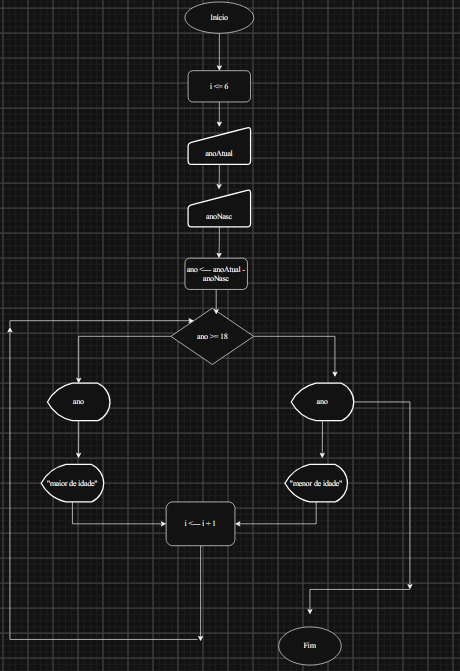 Início
i <= 6
anoAtual
anoNasc
ano <--- anoAtual -
anoNasc
ano >= 18
ano
ano
"maior de idade"
"menor de idade"
i <--- i + 1
Fim